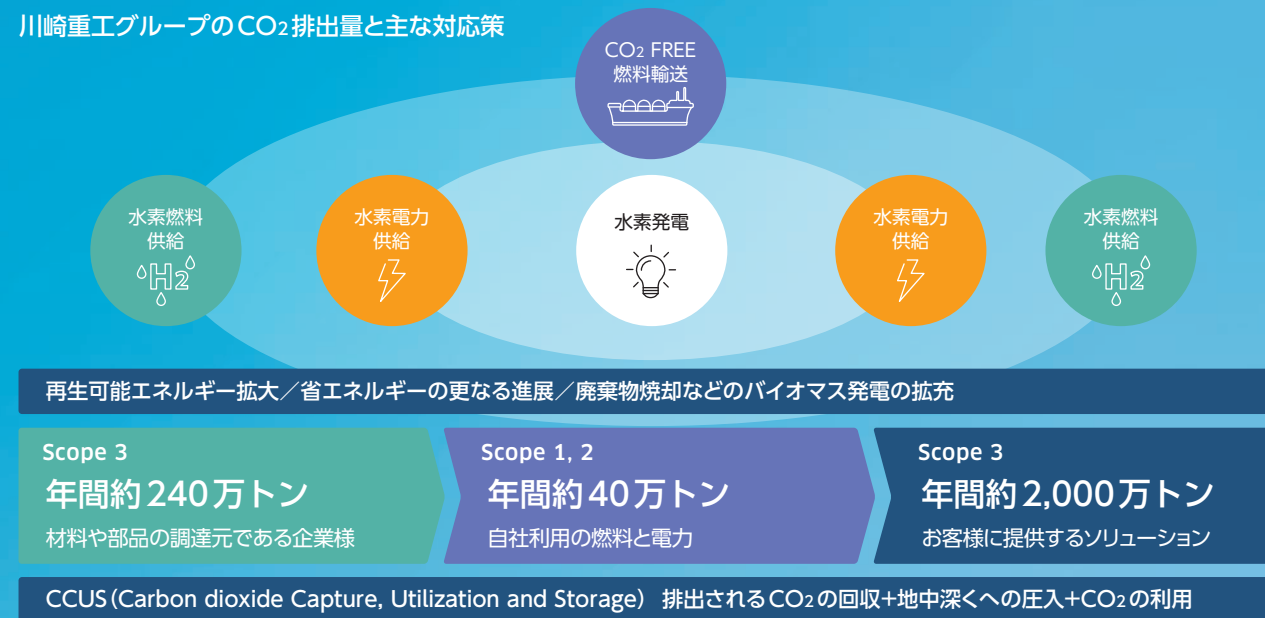 川崎重工グループのCO2排出量と主な対応策
CO2 FREE
燃料輸送
水素燃料
供給
H2
水素電力
供給
水素発電
水素電力
供給
水素燃料
供給
H2
再生可能エネルギー拡大／省エネルギーの更なる進展／廃棄物焼却などのバイオマス発電の拡充
Scope 3
年間約240万トン
材料や部品の調達元である企業様
Scope 1, 2
年間約40万トン
自社利用の燃料と電力
Scope 3
年間約2,000万トン
お客様に提供するソリューション
CCUS（Carbon dioxide Capture, Utilization and Storage） 排出されるCO2の回収+地中深くへの圧入+CO2の利用